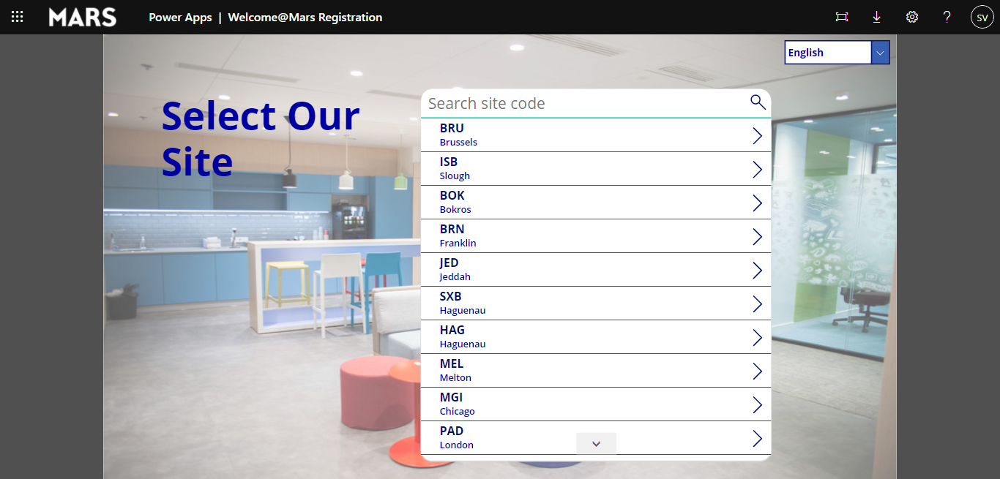 MARS
Power Apps | Welcome@Mars Registration
?
SV
English
Select Our
Site
Search site code
BRU
Brussels
ISB
Slough
BOK
Bokros
BRN
Franklin
JED
Jeddah
SXB
Haguenau
HAG
Haguenau
MEL
Melton
MGI
Chicago
PAD
London